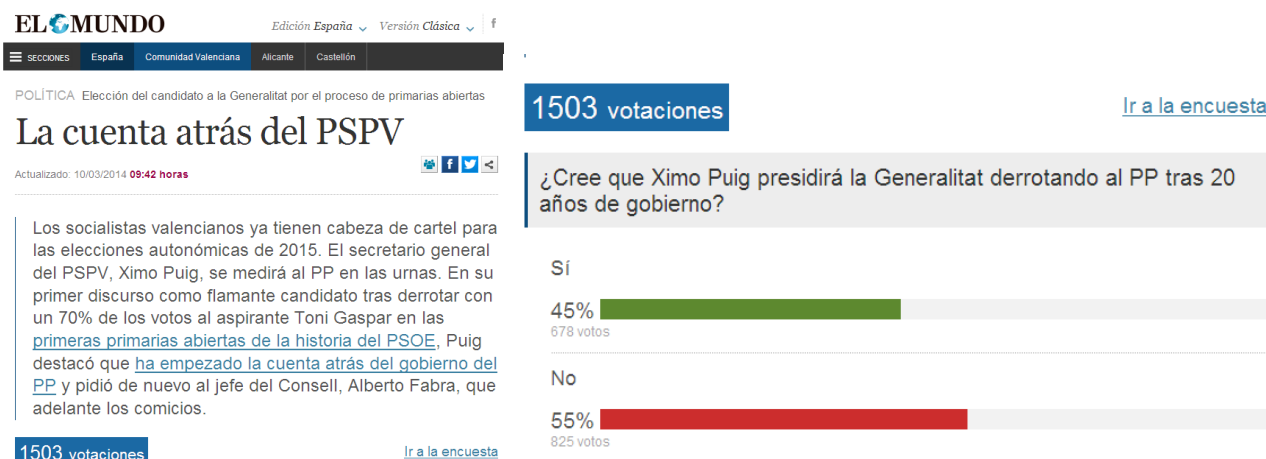 EL MUNDO
Edición España Versión Clásica f
SECCIONES España Comunidad Valenciana Alicante Castellón
POLÍTICA Elección del candidato a la Generalitat por el proceso de primarias abiertas
La cuenta atrás del PSPV
Actualizado: 10/03/2014 09:42 horas
Los socialistas valencianos ya tienen cabeza de cartel para
las elecciones autonómicas de 2015. El secretario general
del PSPV, Ximo Puig, se medirá al PP en las urnas. En su
primer discurso como flamante candidato tras derrotar con
un 70% de los votos al aspirante Toni Gaspar en las
primeras primarias abiertas de la historia del PSOE, Puig
destacó que ha empezado la cuenta atrás del gobierno del
PP y pidió de nuevo al jefe del Consell, Alberto Fabra, que
adelante los comicios.
1503 votaciones
Ir a la encuesta
1503 votaciones
Ir a la encuesta
¿Cree que Ximo Puig presidirá la Generalitat derrotando al PP tras 20
años de gobierno?
Sí
45%
678 votos
No
55%
825 votos